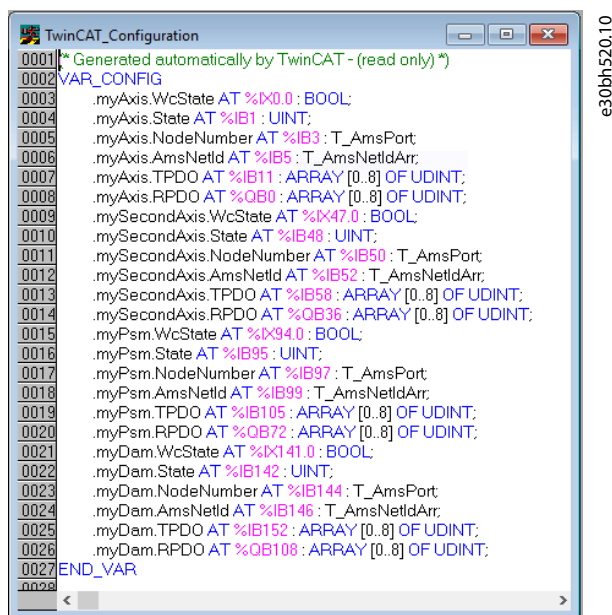 TwinCAT_Configuration
0001 (* Generated automatically by TwinCAT - (read only) *)
0002 VAR_CONFIG
0003 .myAxis.WcState AT %IX0.0 : BOOL;
0004 .myAxis.State AT %IB1 : UINT;
0005 .myAxis.NodeNumber AT %IB3 : T_AmsPort;
0006 .myAxis.AmsNetId AT %IB5 : T_AmsNetIdArr;
0007 .myAxis.TPDO AT %IB11 : ARRAY [0..8] OF UDINT;
0008 .myAxis.RPDO AT %QB0 : ARRAY [0..8] OF UDINT;
0009 .mySecondAxis.WcState AT %IX47.0 : BOOL;
0010 .mySecondAxis.State AT %IB48 : UINT;
0011 .mySecondAxis.NodeNumber AT %IB50 : T_AmsPort;
0012 .mySecondAxis.AmsNetId AT %IB52 : T_AmsNetIdArr;
0013 .mySecondAxis.TPDO AT %IB58 : ARRAY [0..8] OF UDINT;
0014 .mySecondAxis.RPDO AT %QB36 : ARRAY [0..8] OF UDINT;
0015 .myPsm.WcState AT %IX94.0 : BOOL;
0016 .myPsm.State AT %IB95 : UINT;
0017 .myPsm.NodeNumber AT %IB97 : T_AmsPort;
0018 .myPsm.AmsNetId AT %IB99 : T_AmsNetIdArr;
0019 .myPsm.TPDO AT %IB105 : ARRAY [0..8] OF UDINT;
0020 .myPsm.RPDO AT %QB72 : ARRAY [0..8] OF UDINT;
0021 .myDam.WcState AT %IX141.0 : BOOL;
0022 .myDam.State AT %IB142 : UINT;
0023 .myDam.NodeNumber AT %IB144 : T_AmsPort;
0024 .myDam.AmsNetId AT %IB146 : T_AmsNetIdArr;
0025 .myDam.TPDO AT %IB152 : ARRAY [0..8] OF UDINT;
0026 .myDam.RPDO AT %QB108 : ARRAY [0..8] OF UDINT;
0027 END_VAR
0028
e30bh520.10